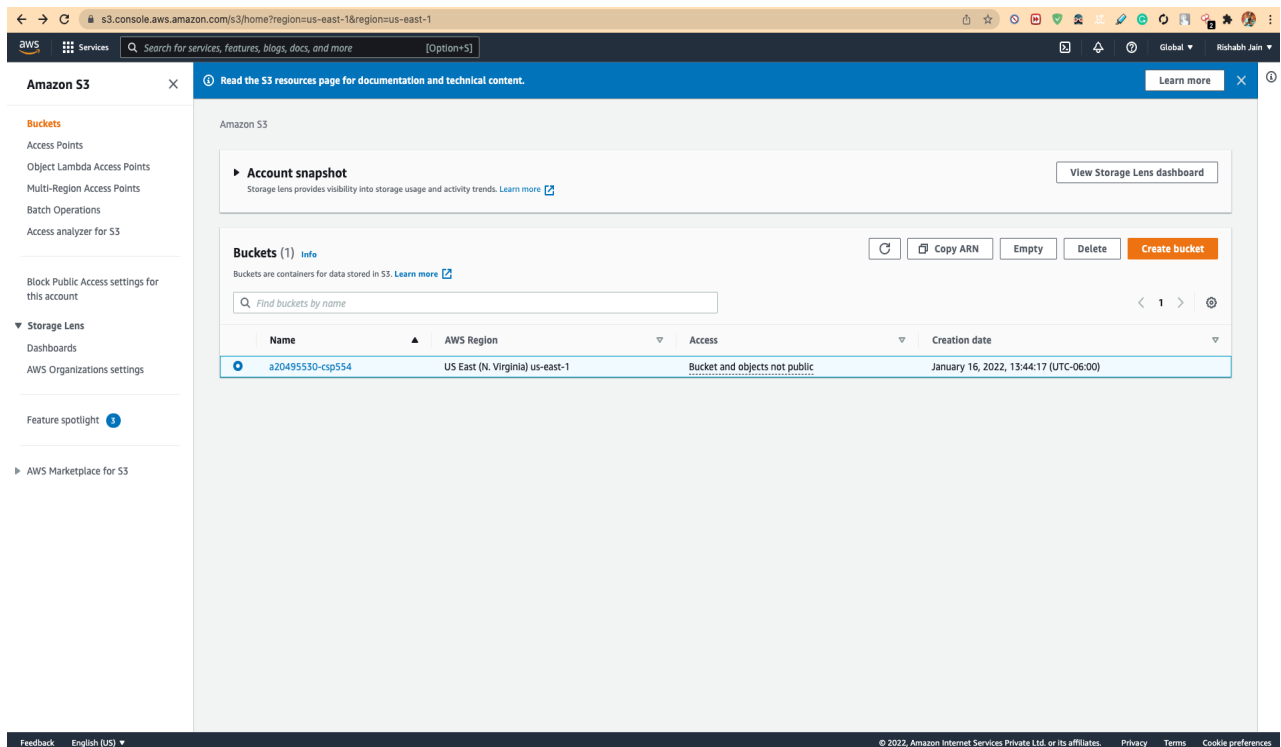 s3.console.aws.amazon.com/s3/home?region=us-east-1&region=us-east-1
aws
Services
Search for services, features, blogs, docs, and more
[Option+S]
Global ▼
Rishabh Jain ▼
Amazon S3
Buckets
Access Points
Object Lambda Access Points
Multi-Region Access Points
Batch Operations
Access analyzer for S3
Block Public Access settings for
this account
Storage Lens
Dashboards
AWS Organizations settings
Feature spotlight 3
AWS Marketplace for S3
Read the S3 resources page for documentation and technical content.
Learn more
Amazon S3
Account snapshot
Storage lens provides visibility into storage usage and activity trends. Learn more
View Storage Lens dashboard
Buckets (1) Info
Buckets are containers for data stored in S3. Learn more
Copy ARN
Empty
Delete
Create bucket
Find buckets by name
1
Name
AWS Region
Access
Creation date
a20495530-csp554
US East (N. Virginia) us-east-1
Bucket and objects not public
January 16, 2022, 13:44:17 (UTC-06:00)
Feedback
English (US) ▼
© 2022, Amazon Internet Services Private Ltd. or its affiliates.
Privacy
Terms
Cookie preferences